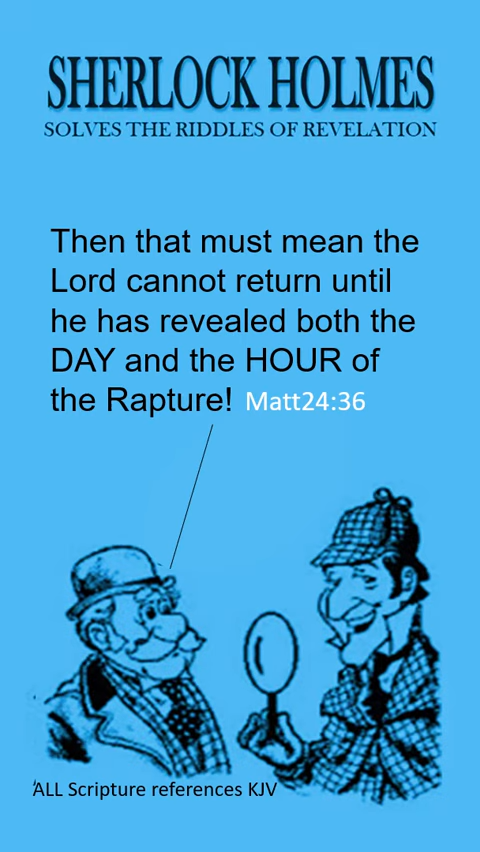 SHERLOCK HOLMES
SOLVES THE RIDDLES OF REVELATION
Then that must mean the
Lord cannot return until
he has revealed both the
DAY and the HOUR of
the Rapture! Matt24:36
ALL Scripture references KJV